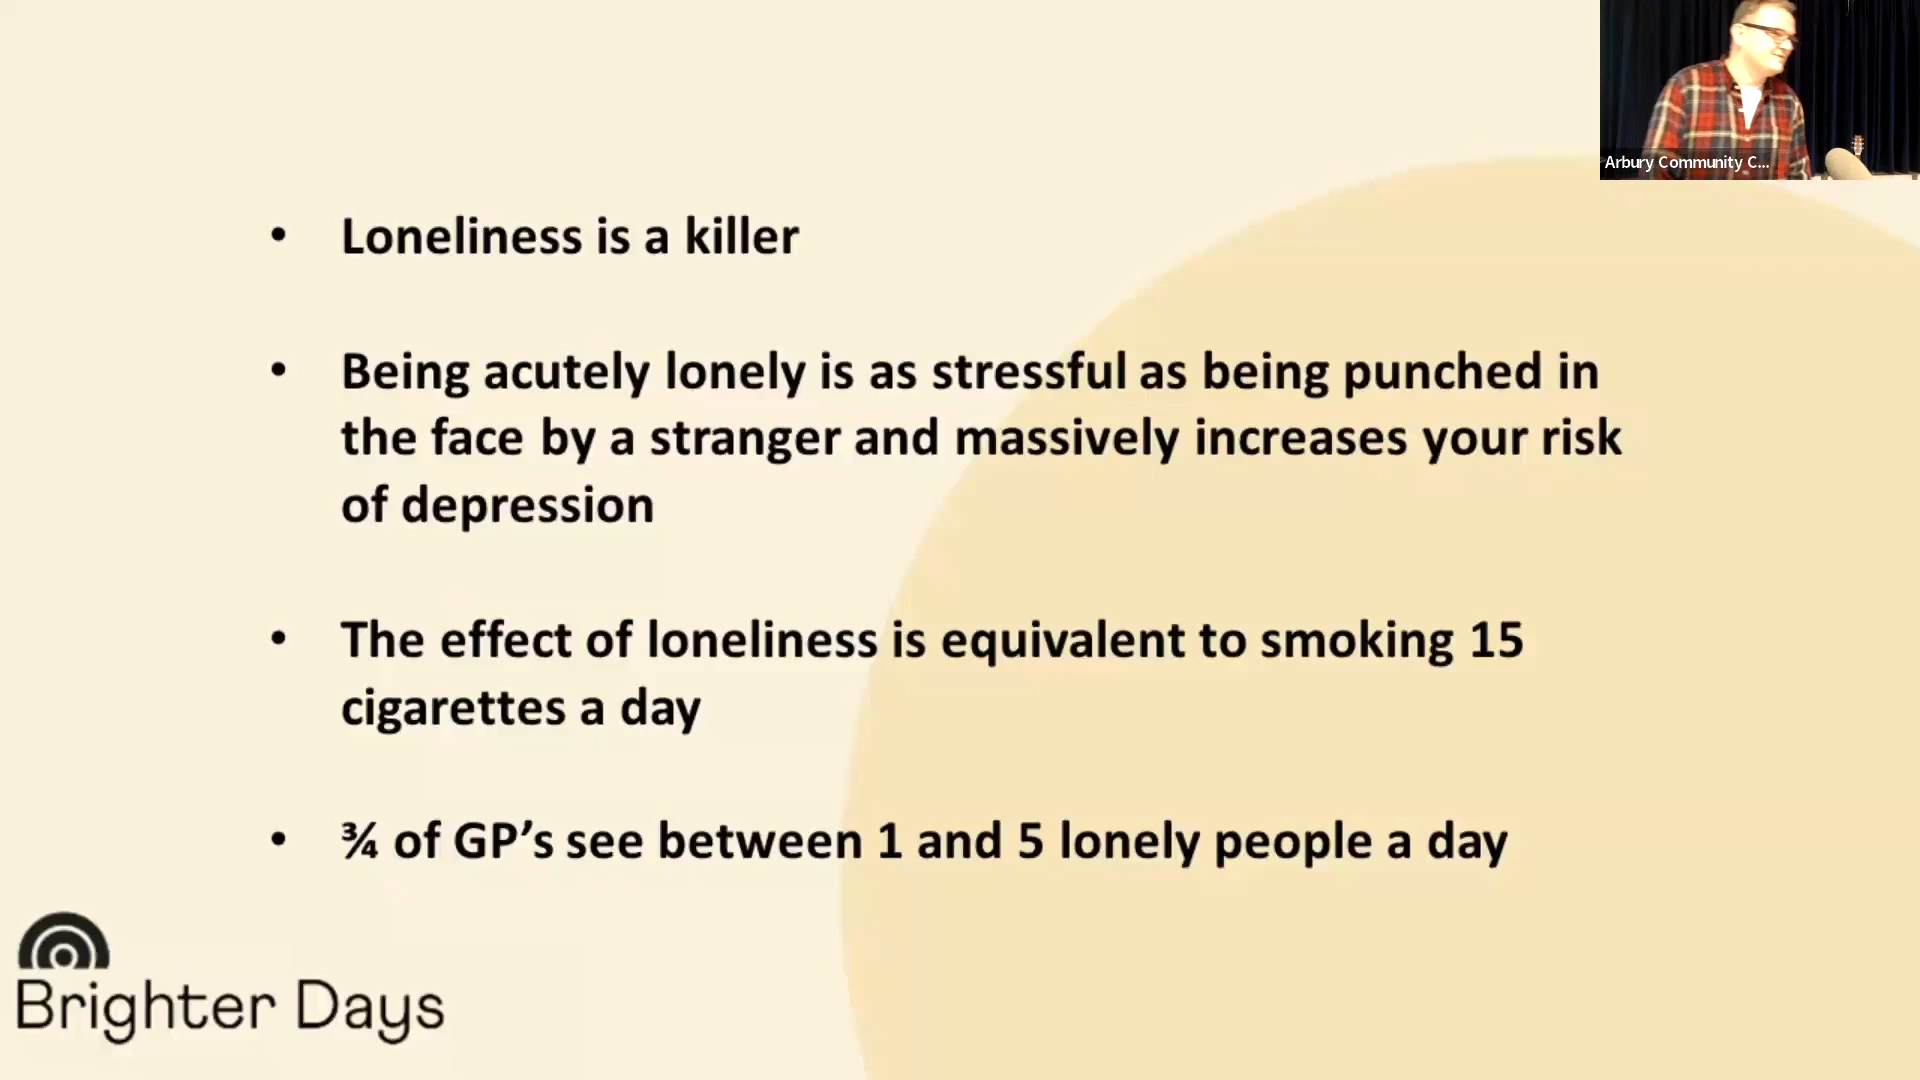 Arbury Community C...
• Loneliness is a killer
• Being acutely lonely is as stressful as being punched in
the face by a stranger and massively increases your risk
of depression
• The effect of loneliness is equivalent to smoking 15
cigarettes a day
• ¾ of GP’s see between 1 and 5 lonely people a day
Brighter Days